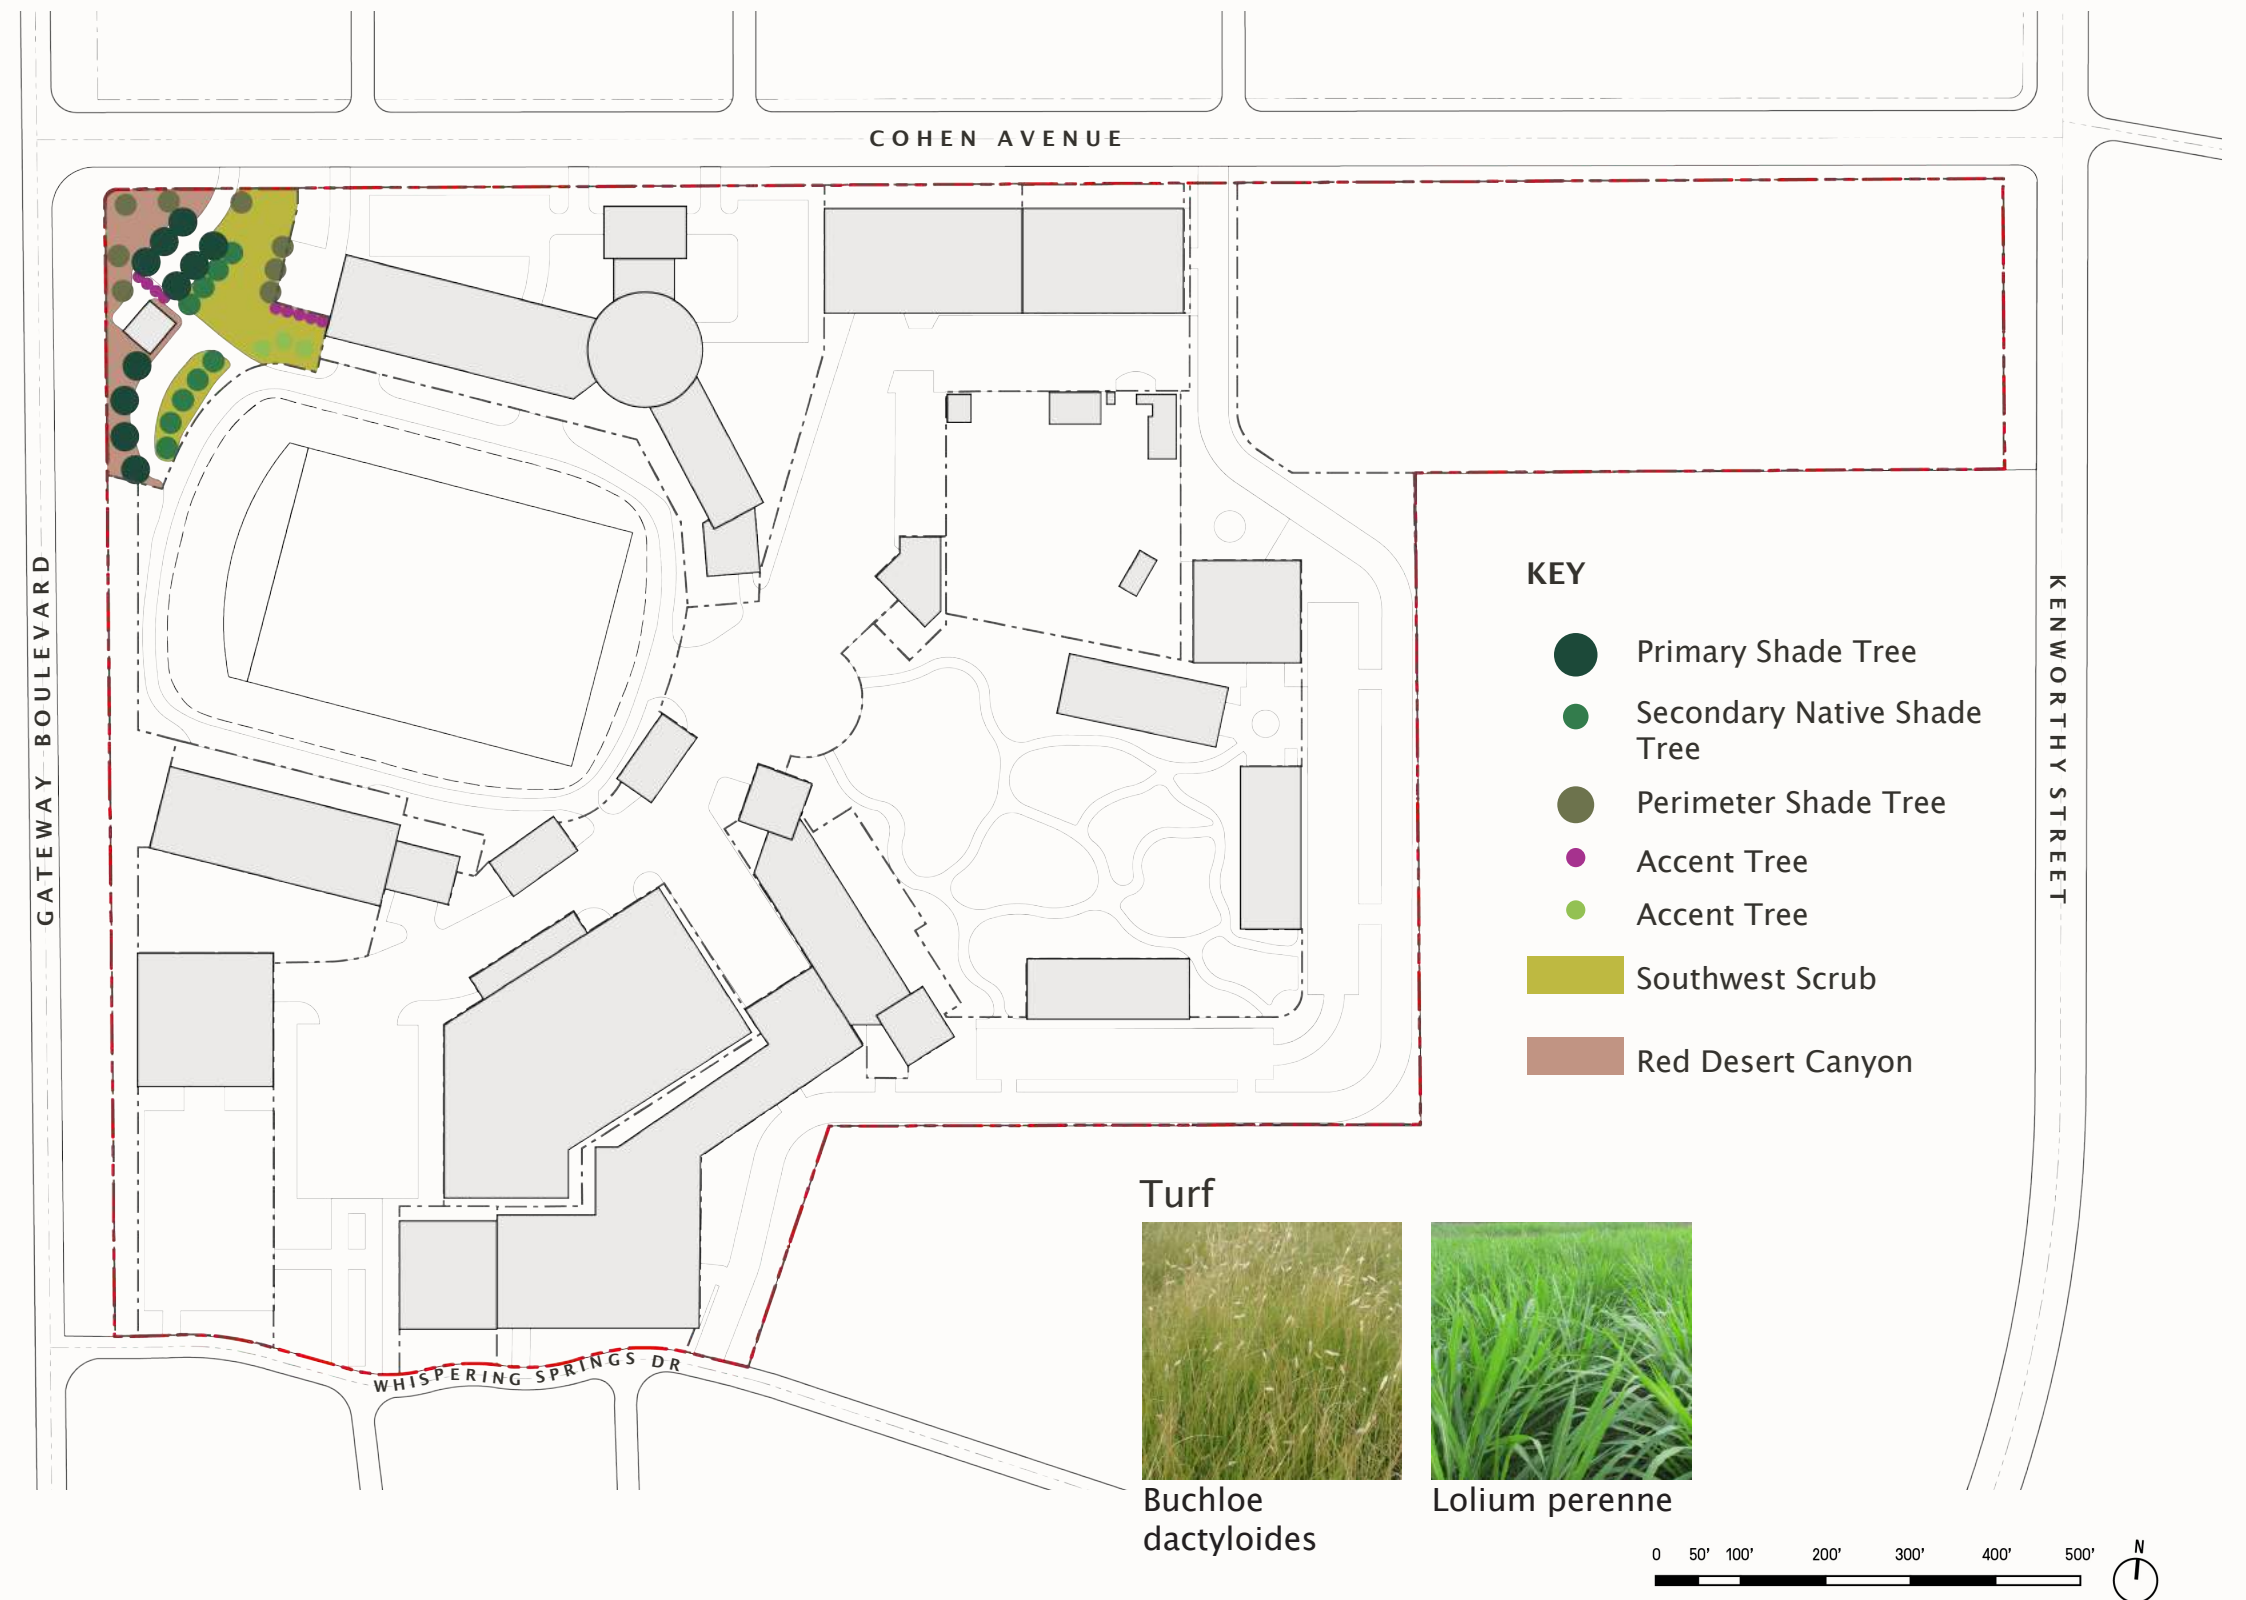 COHEN AVENUE
GATEWAY BOULEVARD
KENWORTHY STREET
WHISPERING SPRINGS DR
KEY
Primary Shade Tree
Secondary Native Shade
Tree
Perimeter Shade Tree
Accent Tree
Accent Tree
Southwest Scrub
Red Desert Canyon
Turf
Buchloe
dactyloides
Lolium perenne
0 50' 100' 200' 300' 400' 500'
N